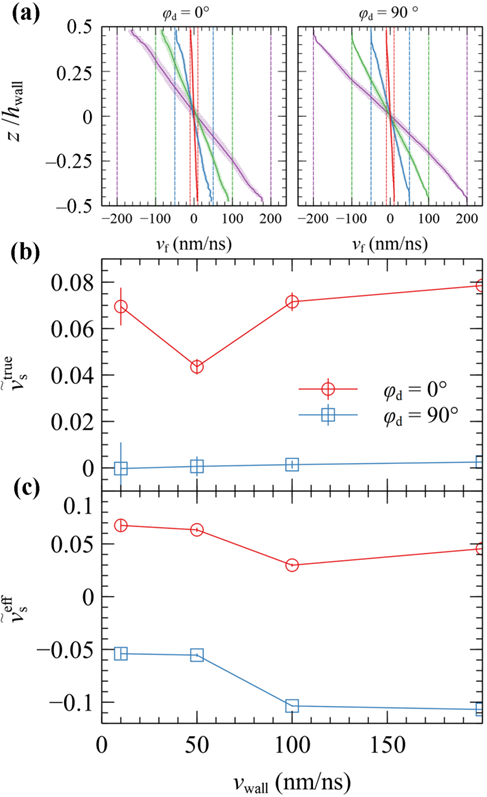 (a)
φd = 0° φd = 90 °
z /hwall
0.5
0.25
0
−0.25
−0.5
−200 −100 0 100 200 −200 −100 0 100 200
vf (nm/ns) vf (nm/ns)
(b)
ṽs true
0.08
0.06
0.04
0.02
0
φd = 0°
φd = 90°
(c)
ṽs eff
0.1
0.05
0
−0.05
−0.1
0 50 100 150
vwall (nm/ns)